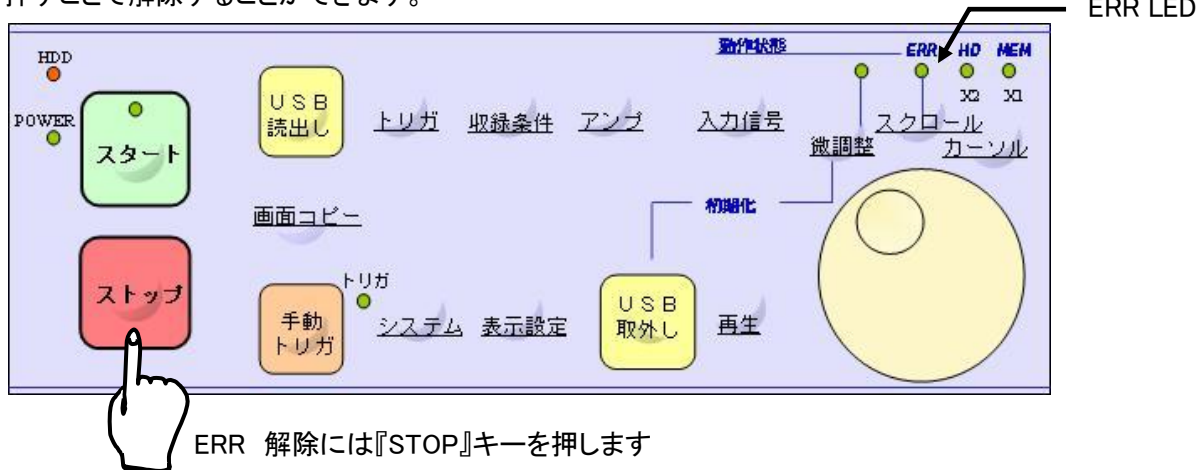 押すことで解除することができます。
ERR LED
動作状態
ERR HD MEM
HDD
X2 X1
POWER
スタート
USB
読出し
トリガ 収録条件 アンプ 入力信号
スクロール
微調整
カーソル
画面コピー
初期化
ストップ
トリガ
手動
トリガ
システム 表示設定
USB
取外し
再生
ERR 解除には『STOP』キーを押します